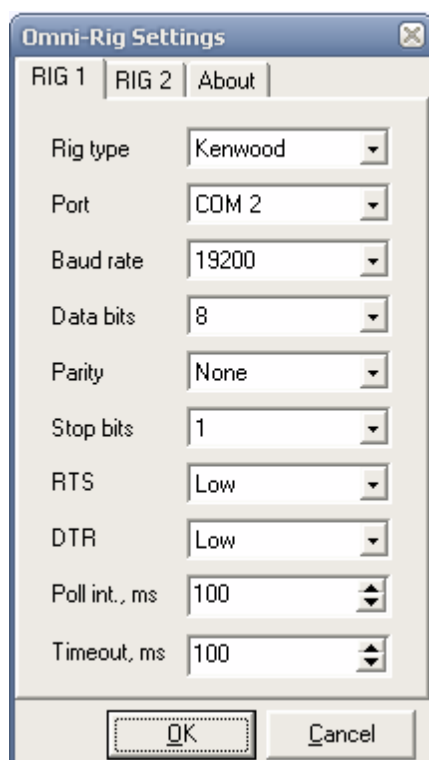 Omni-Rig Settings
RIG 1 RIG 2 About
Rig type Kenwood
Port COM 2
Baud rate 19200
Data bits 8
Parity None
Stop bits 1
RTS Low
DTR Low
Poll int., ms 100
Timeout, ms 100
OK Cancel